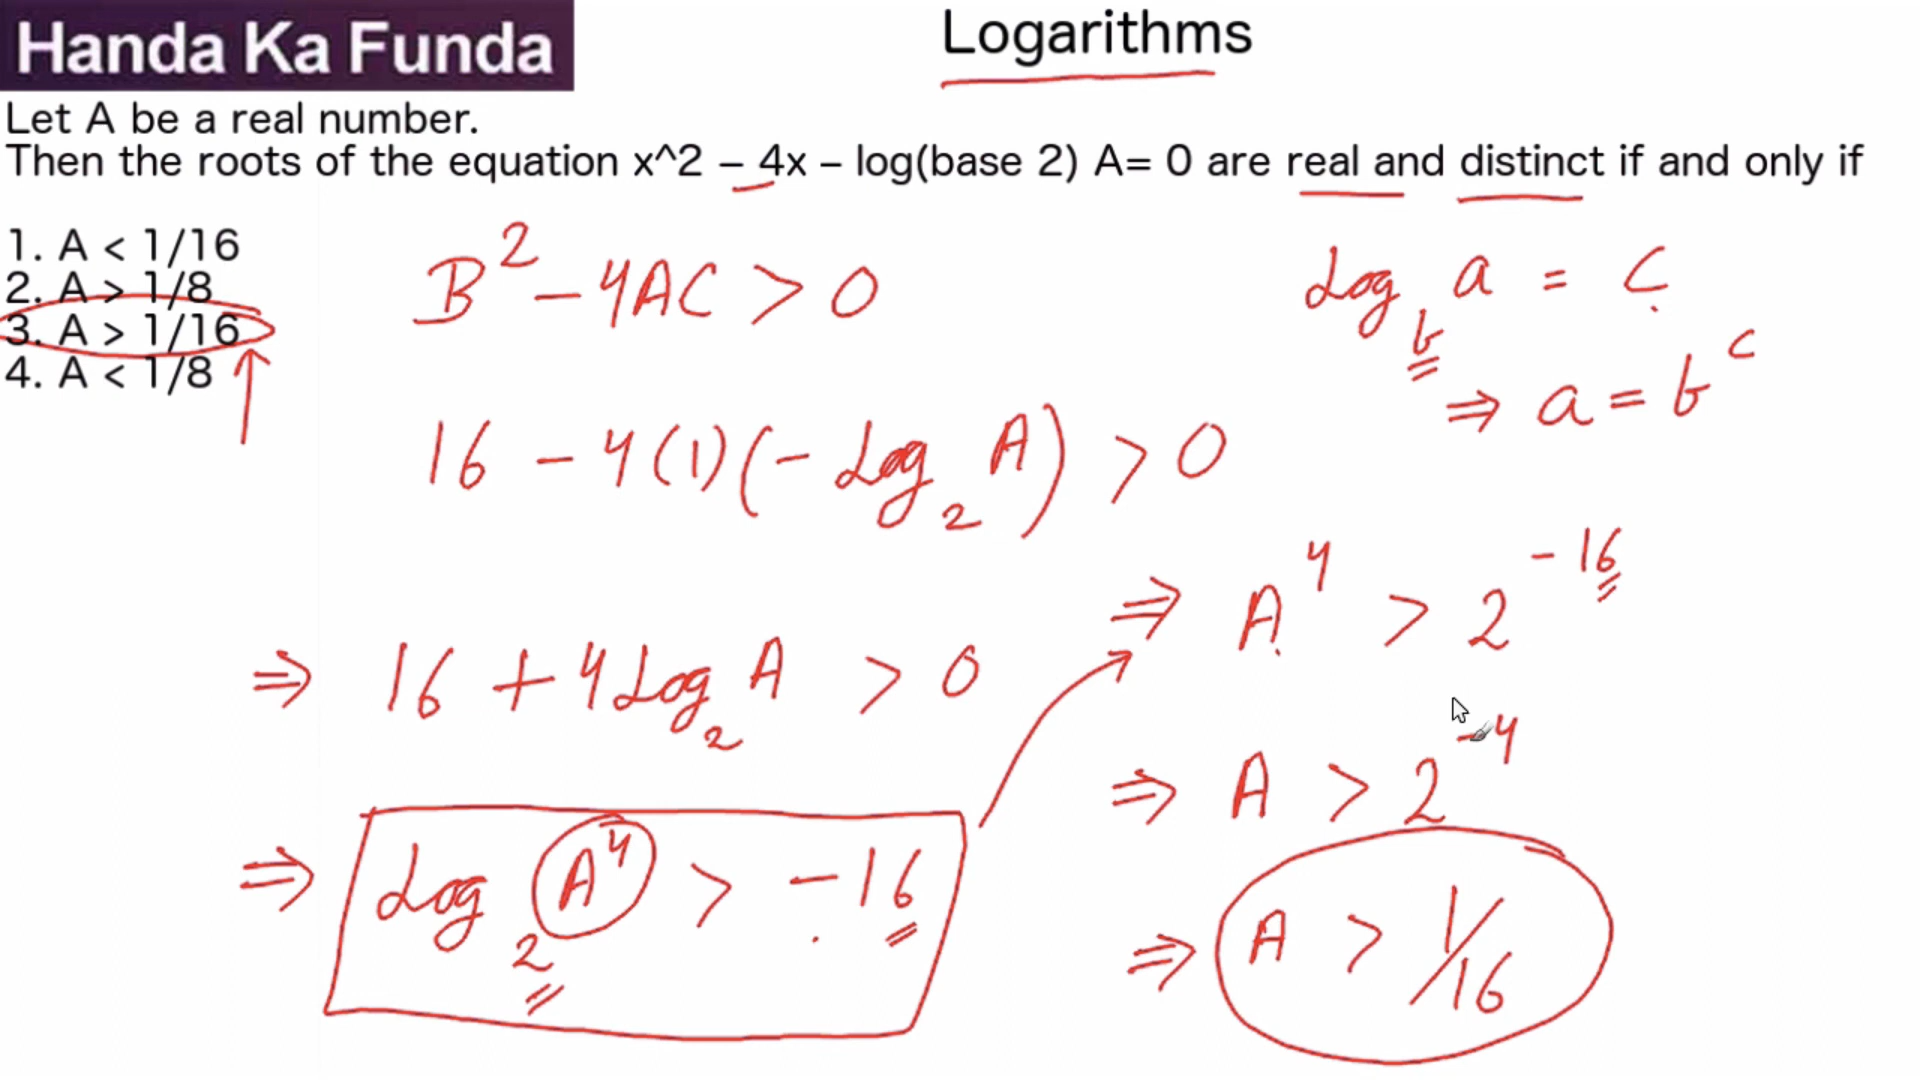 Handa Ka Funda
Logarithms
Let A be a real number.
Then the roots of the equation x^2 – 4x – log(base 2) A= 0 are real and distinct if and only if
1. A < 1/16
2. A > 1/8
3. A > 1/16
4. A < 1/8
B² – 4AC > 0
16 – 4(1)(– Log₂ A) > 0
⇒ 16 + 4 Log₂ A > 0
⇒ Log₂ A⁴ > –16
Log_b a = c
⇒ a = b^c
⇒ A⁴ > 2^–16
⇒ A > 2^–4
⇒ A > 1/16